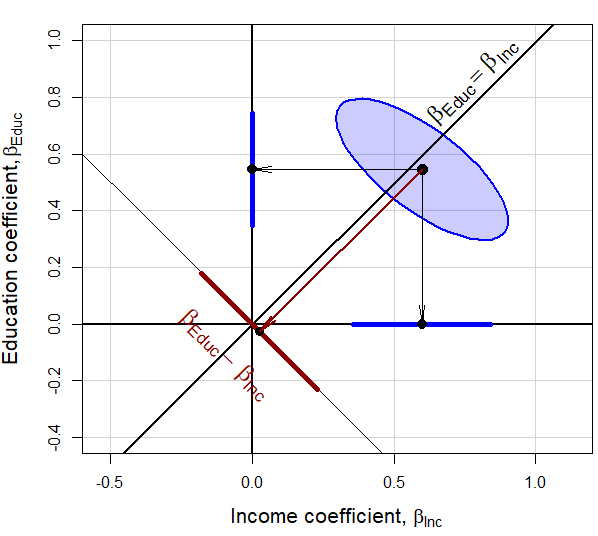 1.0
0.8
0.6
0.4
0.2
0.0
-0.2
-0.4
Education coefficient, βEduc
βEduc = βInc
βEduc − βInc
-0.5 0.0 0.5 1.0
Income coefficient, βInc